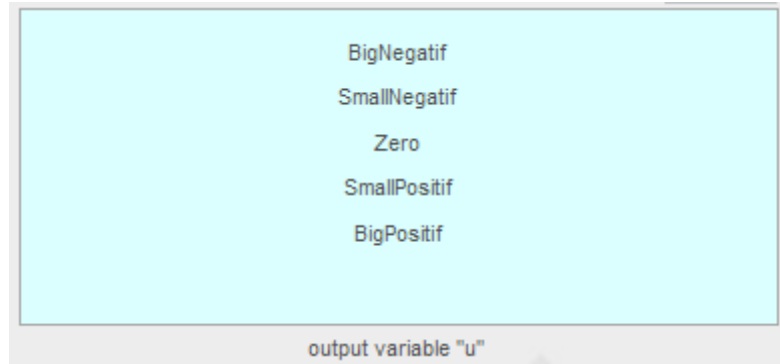 BigNegatif
SmallNegatif
Zero
SmallPositif
BigPositif
output variable "u"